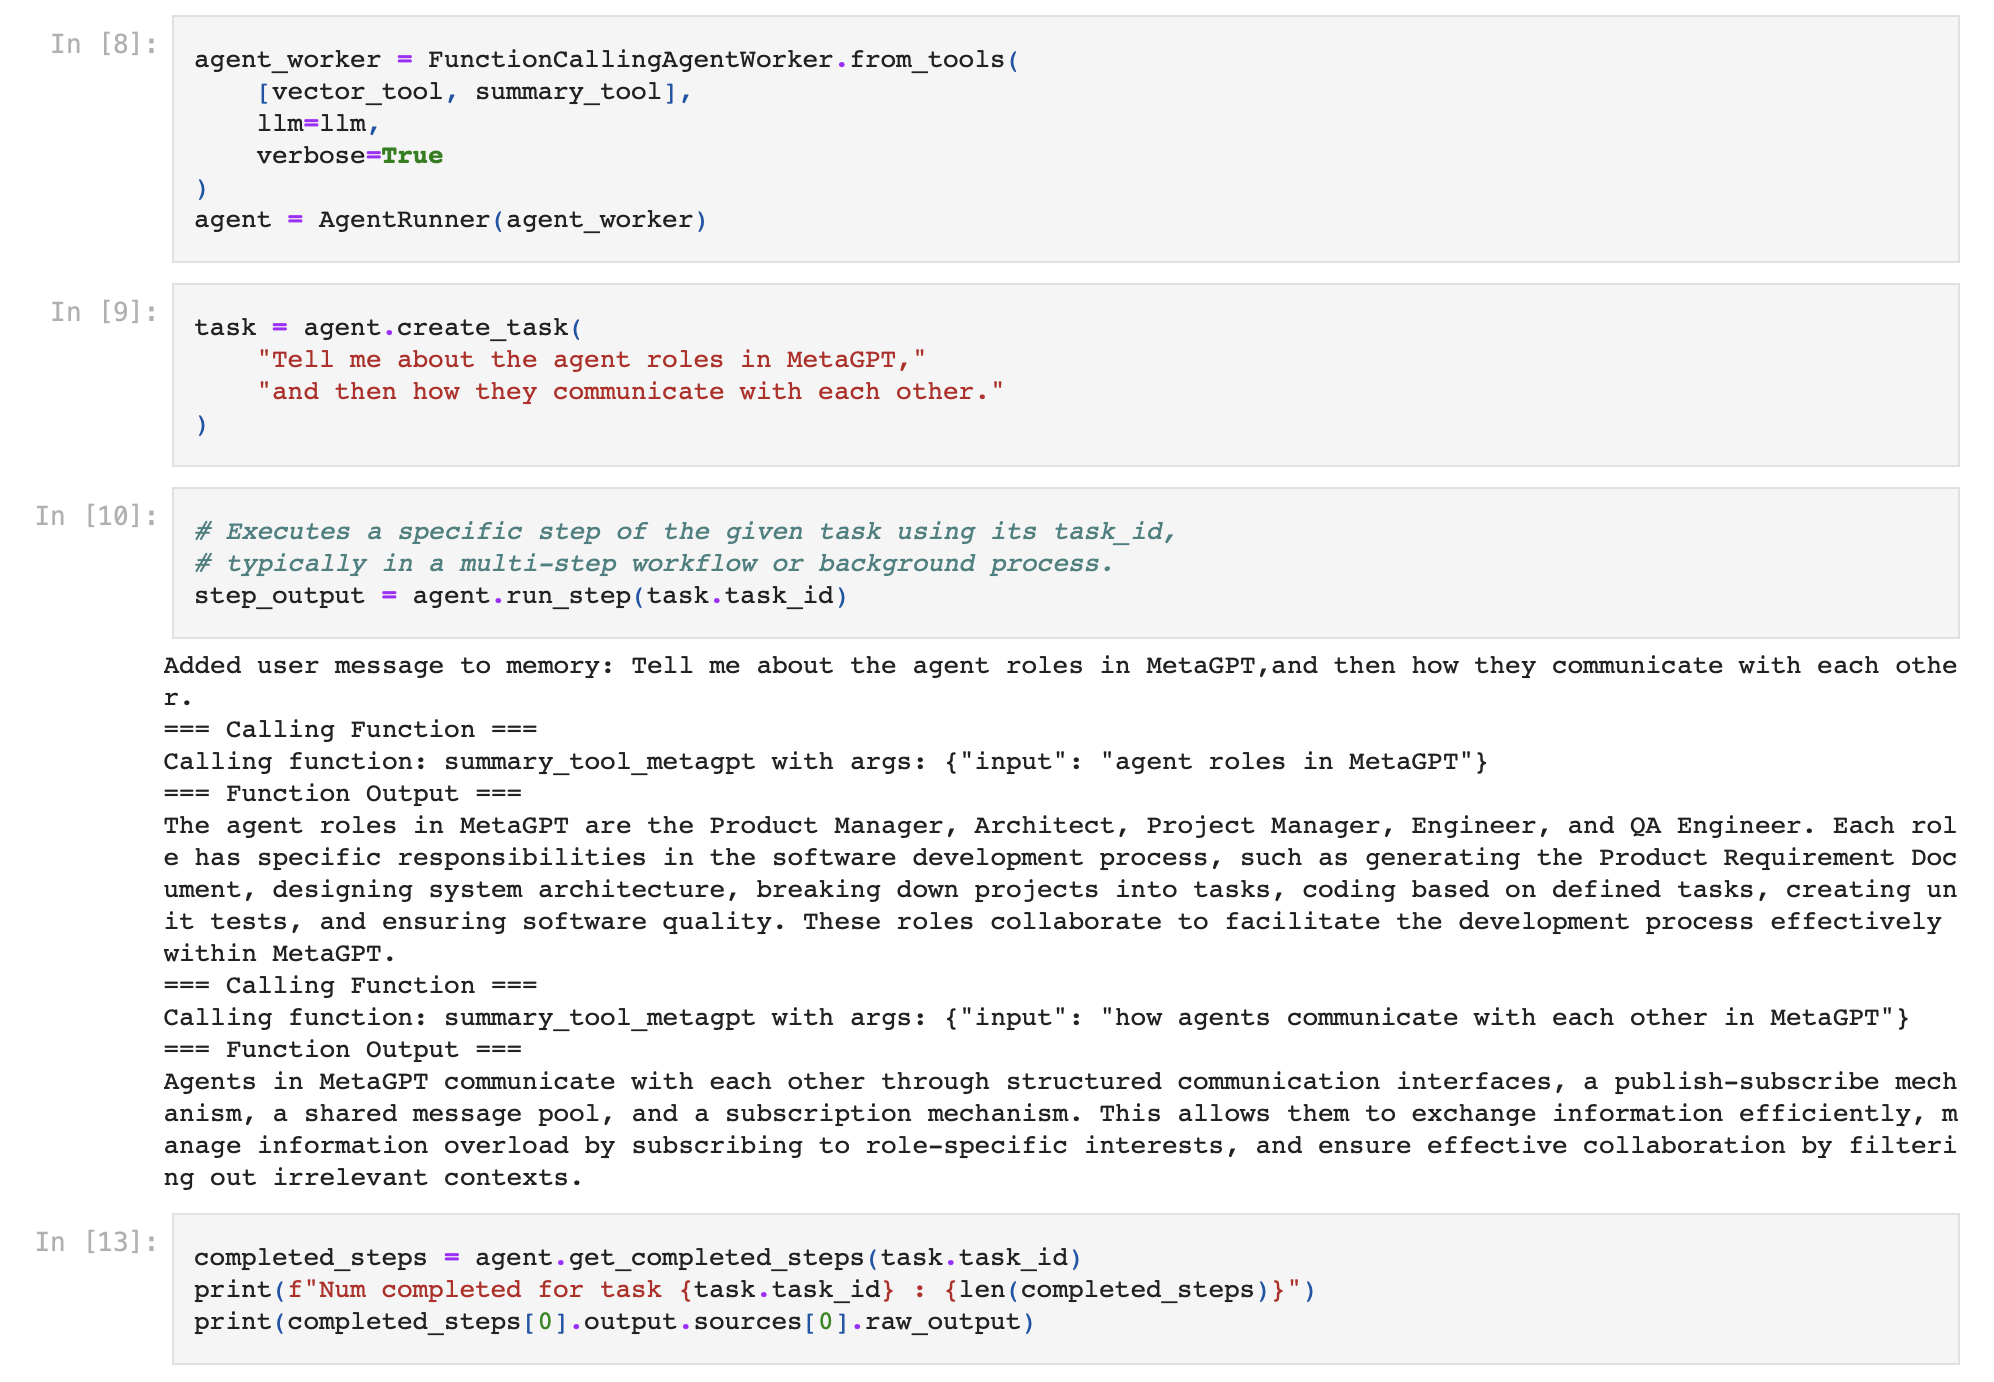 In [8]:
agent_worker = FunctionCallingAgentWorker.from_tools(
    [vector_tool, summary_tool],
    llm=llm,
    verbose=True
)
agent = AgentRunner(agent_worker)
In [9]:
task = agent.create_task(
    "Tell me about the agent roles in MetaGPT,"
    "and then how they communicate with each other."
)
In [10]:
# Executes a specific step of the given task using its task_id,
# typically in a multi-step workflow or background process.
step_output = agent.run_step(task.task_id)
Added user message to memory: Tell me about the agent roles in MetaGPT,and then how they communicate with each othe
r.
=== Calling Function ===
Calling function: summary_tool_metagpt with args: {"input": "agent roles in MetaGPT"}
=== Function Output ===
The agent roles in MetaGPT are the Product Manager, Architect, Project Manager, Engineer, and QA Engineer. Each rol
e has specific responsibilities in the software development process, such as generating the Product Requirement Doc
ument, designing system architecture, breaking down projects into tasks, coding based on defined tasks, creating un
it tests, and ensuring software quality. These roles collaborate to facilitate the development process effectively
within MetaGPT.
=== Calling Function ===
Calling function: summary_tool_metagpt with args: {"input": "how agents communicate with each other in MetaGPT"}
=== Function Output ===
Agents in MetaGPT communicate with each other through structured communication interfaces, a publish-subscribe mech
anism, a shared message pool, and a subscription mechanism. This allows them to exchange information efficiently, m
anage information overload by subscribing to role-specific interests, and ensure effective collaboration by filteri
ng out irrelevant contexts.
In [13]:
completed_steps = agent.get_completed_steps(task.task_id)
print(f"Num completed for task {task.task_id} : {len(completed_steps)}")
print(completed_steps[0].output.sources[0].raw_output)